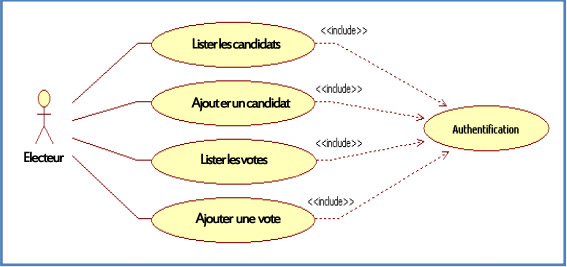 <<include>>
Lister les candidats
<<include>>
Ajouter un candidat
Authentification
<<include>>
Electeur
Lister les votes
<<include>>
Ajouter une vote